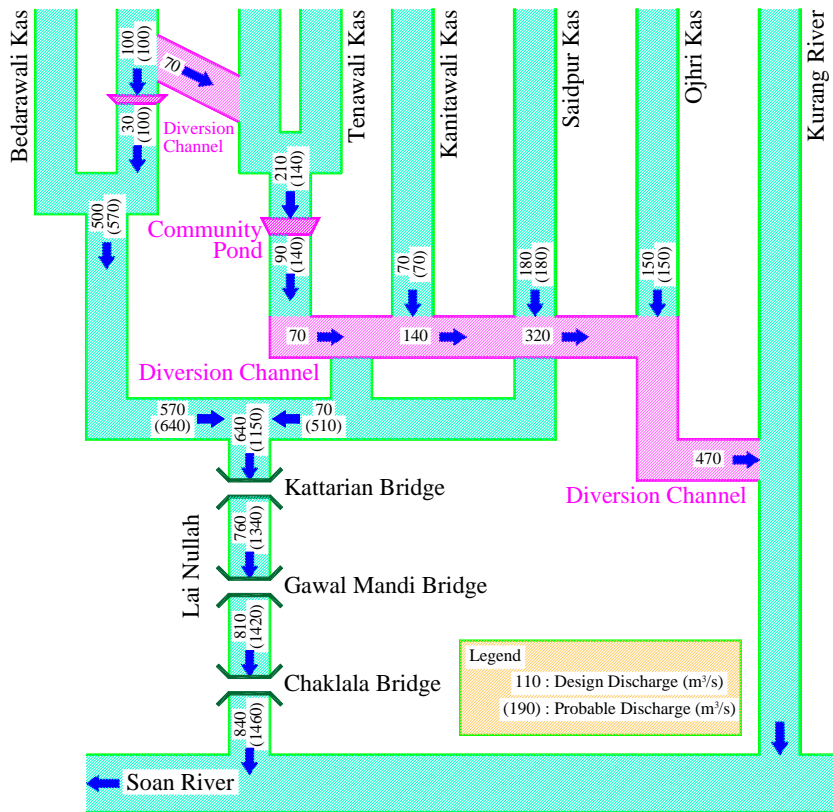 Bedarawali Kas
100
(100)
70
Tenawali Kas
Kanitawali Kas
Saidpur Kas
Ojhri Kas
Kurang River
30
(100)
Diversion
Channel
210
(140)
500
(570)
Community
Pond
90
(140)
70
(70)
180
(180)
150
(150)
70
140
320
Diversion Channel
570
(640)
70
(510)
640
(1150)
470
Kattarian Bridge
Diversion Channel
Lai Nullah
760
(1340)
Gawal Mandi Bridge
810
(1420)
Legend
110 : Design Discharge (m³/s)
(190) : Probable Discharge (m³/s)
Chaklala Bridge
840
(1460)
Soan River